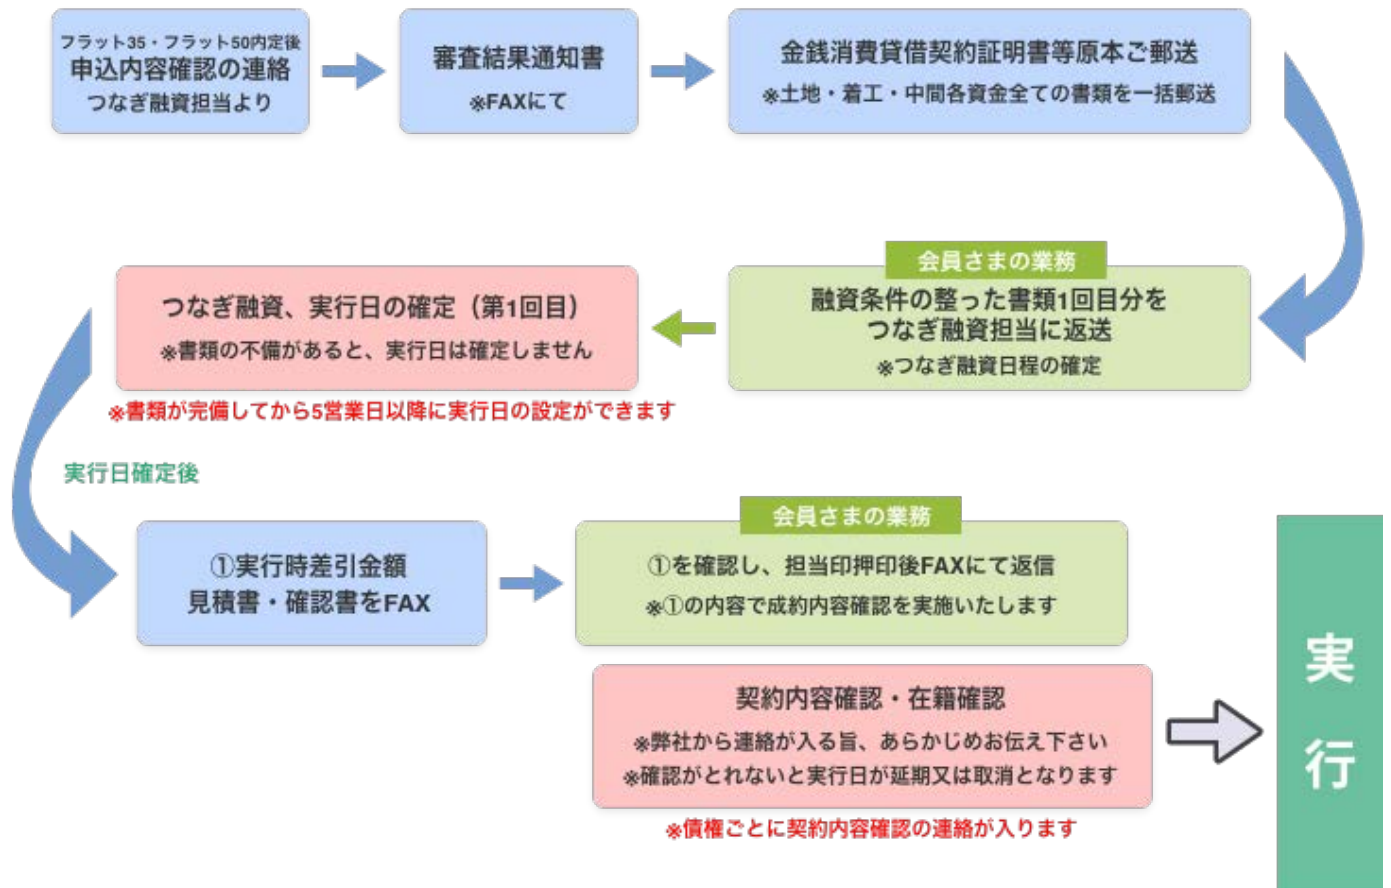 フラット35・フラット50内定後
申込内容確認の連絡
つなぎ融資担当より
審査結果通知書
※FAXにて
金銭消費貸借契約証明書等原本ご郵送
※土地・着工・中間各資金全ての書類を一括郵送
会員さまの業務
融資条件の整った書類1回目分を
つなぎ融資担当に返送
※つなぎ融資日程の確定
つなぎ融資、実行日の確定（第1回目）
※書類の不備があると、実行日は確定しません
※書類が完備してから5営業日以降に実行日の設定ができます
実行日確定後
①実行時差引金額
見積書・確認書をFAX
会員さまの業務
①を確認し、担当印押印後FAXにて返信
※①の内容で成約内容確認を実施いたします
契約内容確認・在籍確認
※弊社から連絡が入る旨、あらかじめお伝え下さい
※確認がとれないと実行日が延期又は取消となります
※債権ごとに契約内容確認の連絡が入ります
実行